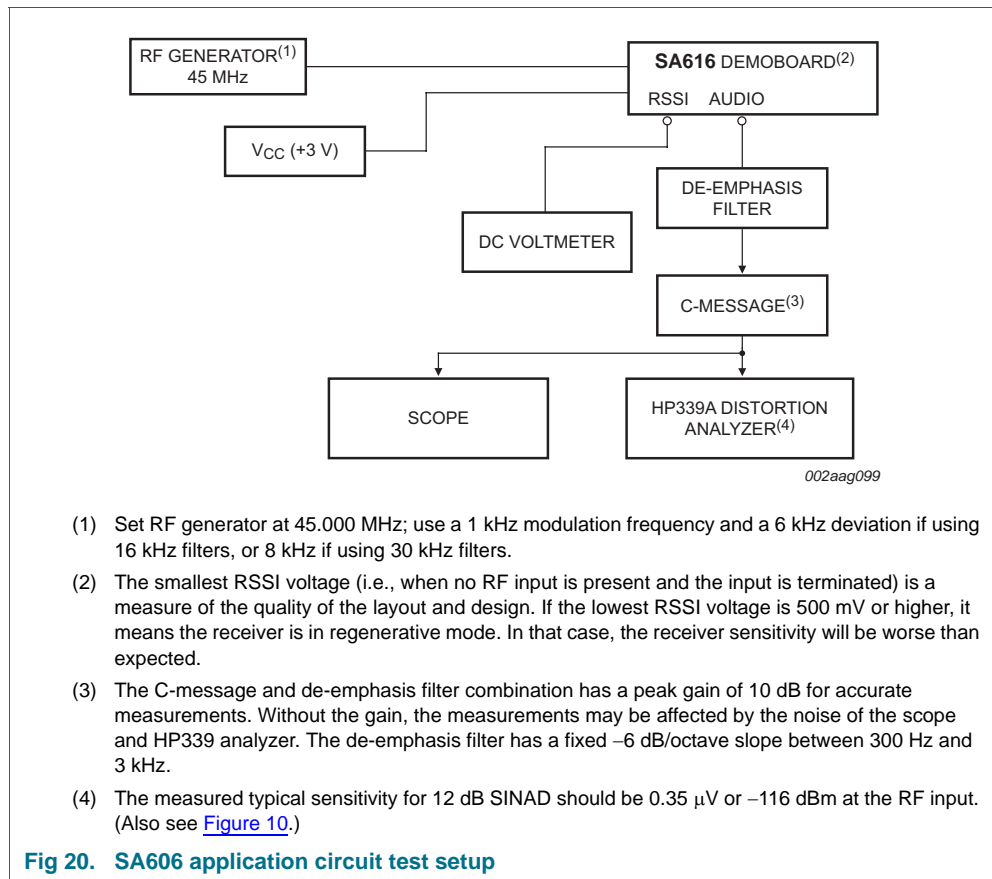 RF GENERATOR(1)
45 MHz
SA616 DEMOBOARD(2)
RSSI AUDIO
VCC (+3 V)
DE-EMPHASIS
FILTER
DC VOLTMETER
C-MESSAGE(3)
SCOPE
HP339A DISTORTION
ANALYZER(4)
002aag099
(1) Set RF generator at 45.000 MHz; use a 1 kHz modulation frequency and a 6 kHz deviation if using
16 kHz filters, or 8 kHz if using 30 kHz filters.
(2) The smallest RSSI voltage (i.e., when no RF input is present and the input is terminated) is a
measure of the quality of the layout and design. If the lowest RSSI voltage is 500 mV or higher, it
means the receiver is in regenerative mode. In that case, the receiver sensitivity will be worse than
expected.
(3) The C-message and de-emphasis filter combination has a peak gain of 10 dB for accurate
measurements. Without the gain, the measurements may be affected by the noise of the scope
and HP339 analyzer. The de-emphasis filter has a fixed −6 dB/octave slope between 300 Hz and
3 kHz.
(4) The measured typical sensitivity for 12 dB SINAD should be 0.35 μV or −116 dBm at the RF input.
(Also see Figure 10.)
Fig 20. SA606 application circuit test setup